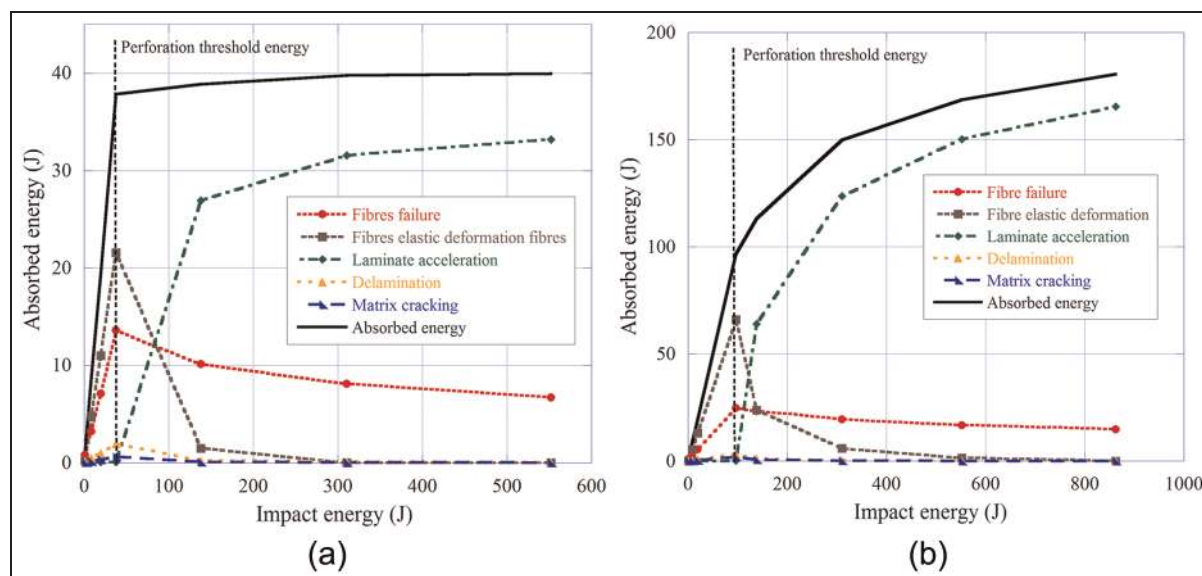 Perforation threshold energy
Absorbed energy (J)
40
30
20
10
0
Fibres failure
Fibres elastic deformation fibres
Laminate acceleration
Delamination
Matrix cracking
Absorbed energy
0 100 200 300 400 500 600
Impact energy (J)
(a)
200
150
100
50
0
Perforation threshold energy
Absorbed energy (J)
Fibre failure
Fibre elastic deformation
Laminate acceleration
Delamination
Matrix cracking
Absorbed energy
0 200 400 600 800 1000
Impact energy (J)
(b)